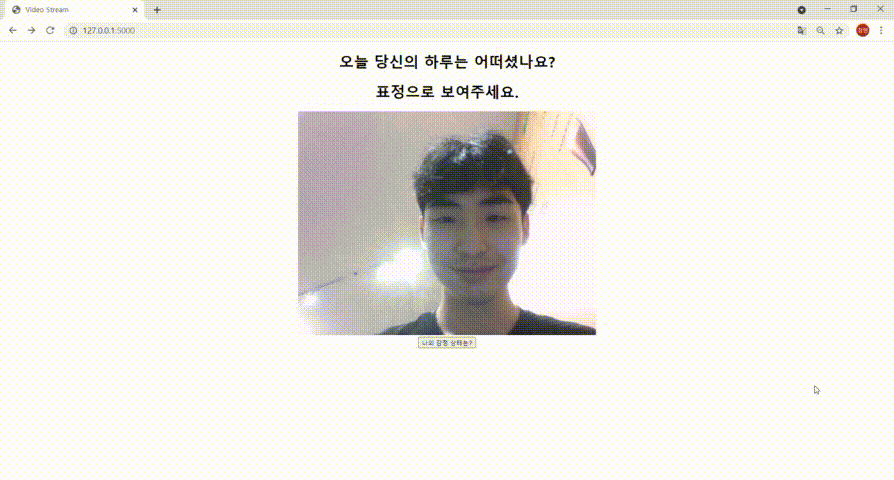 Video Stream
127.0.0.1:5000
오늘 당신의 하루는 어떠셨나요?
표정으로 보여주세요.
나의 감정 상태는?